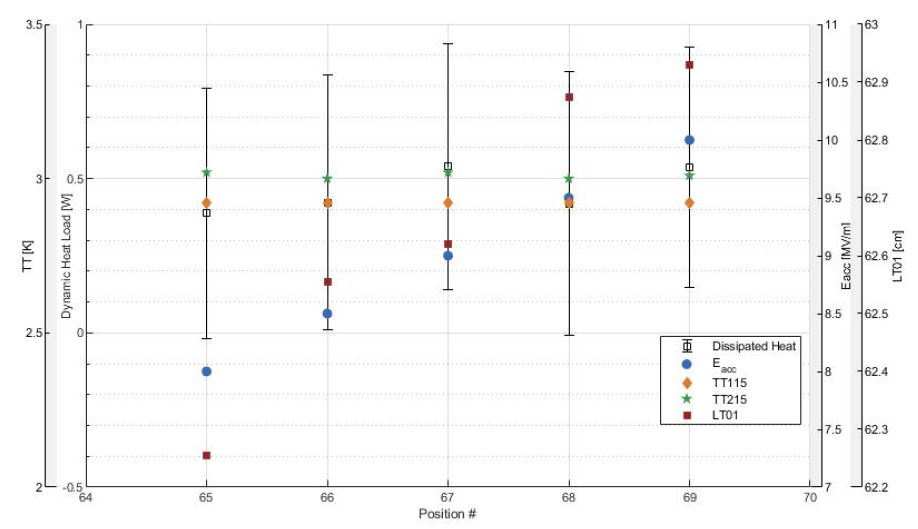 3.5
3
2.5
2
TT [K]
1
0.5
0
-0.5
Dynamic Heat Load [W]
11
10.5
10
9.5
9
8.5
8
7.5
7
Eacc [MV/m]
63
62.9
62.8
62.7
62.6
62.5
62.4
62.3
62.2
LT01 [cm]
Dissipated Heat
E_acc
TT115
TT215
LT01
64 65 66 67 68 69 70
Position #